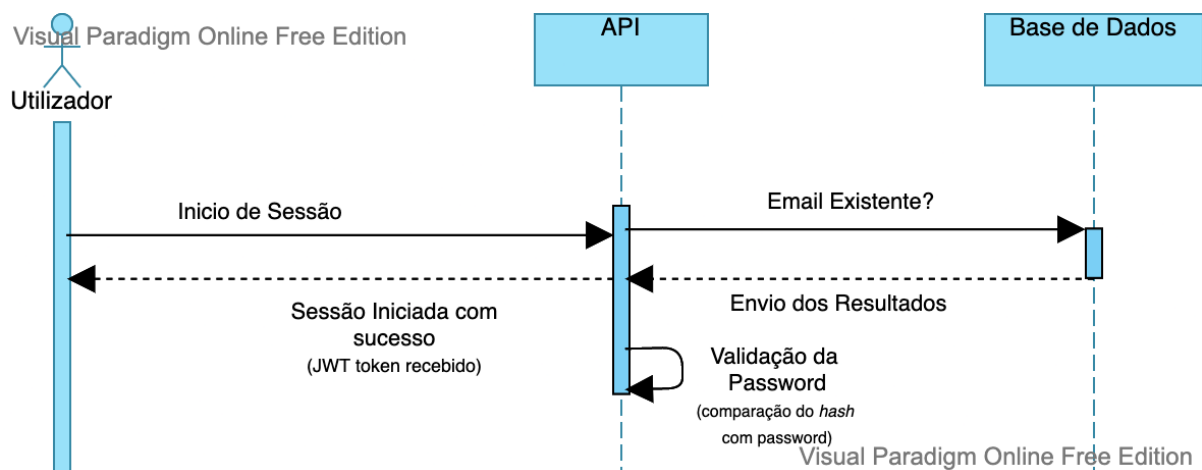 Visual Paradigm Online Free Edition
API
Base de Dados
Utilizador
Inicio de Sessão
Email Existente?
Sessão Iniciada com
sucesso
(JWT token recebido)
Envio dos Resultados
Validação da
Password
(comparação do hash
com password)
Visual Paradigm Online Free Edition